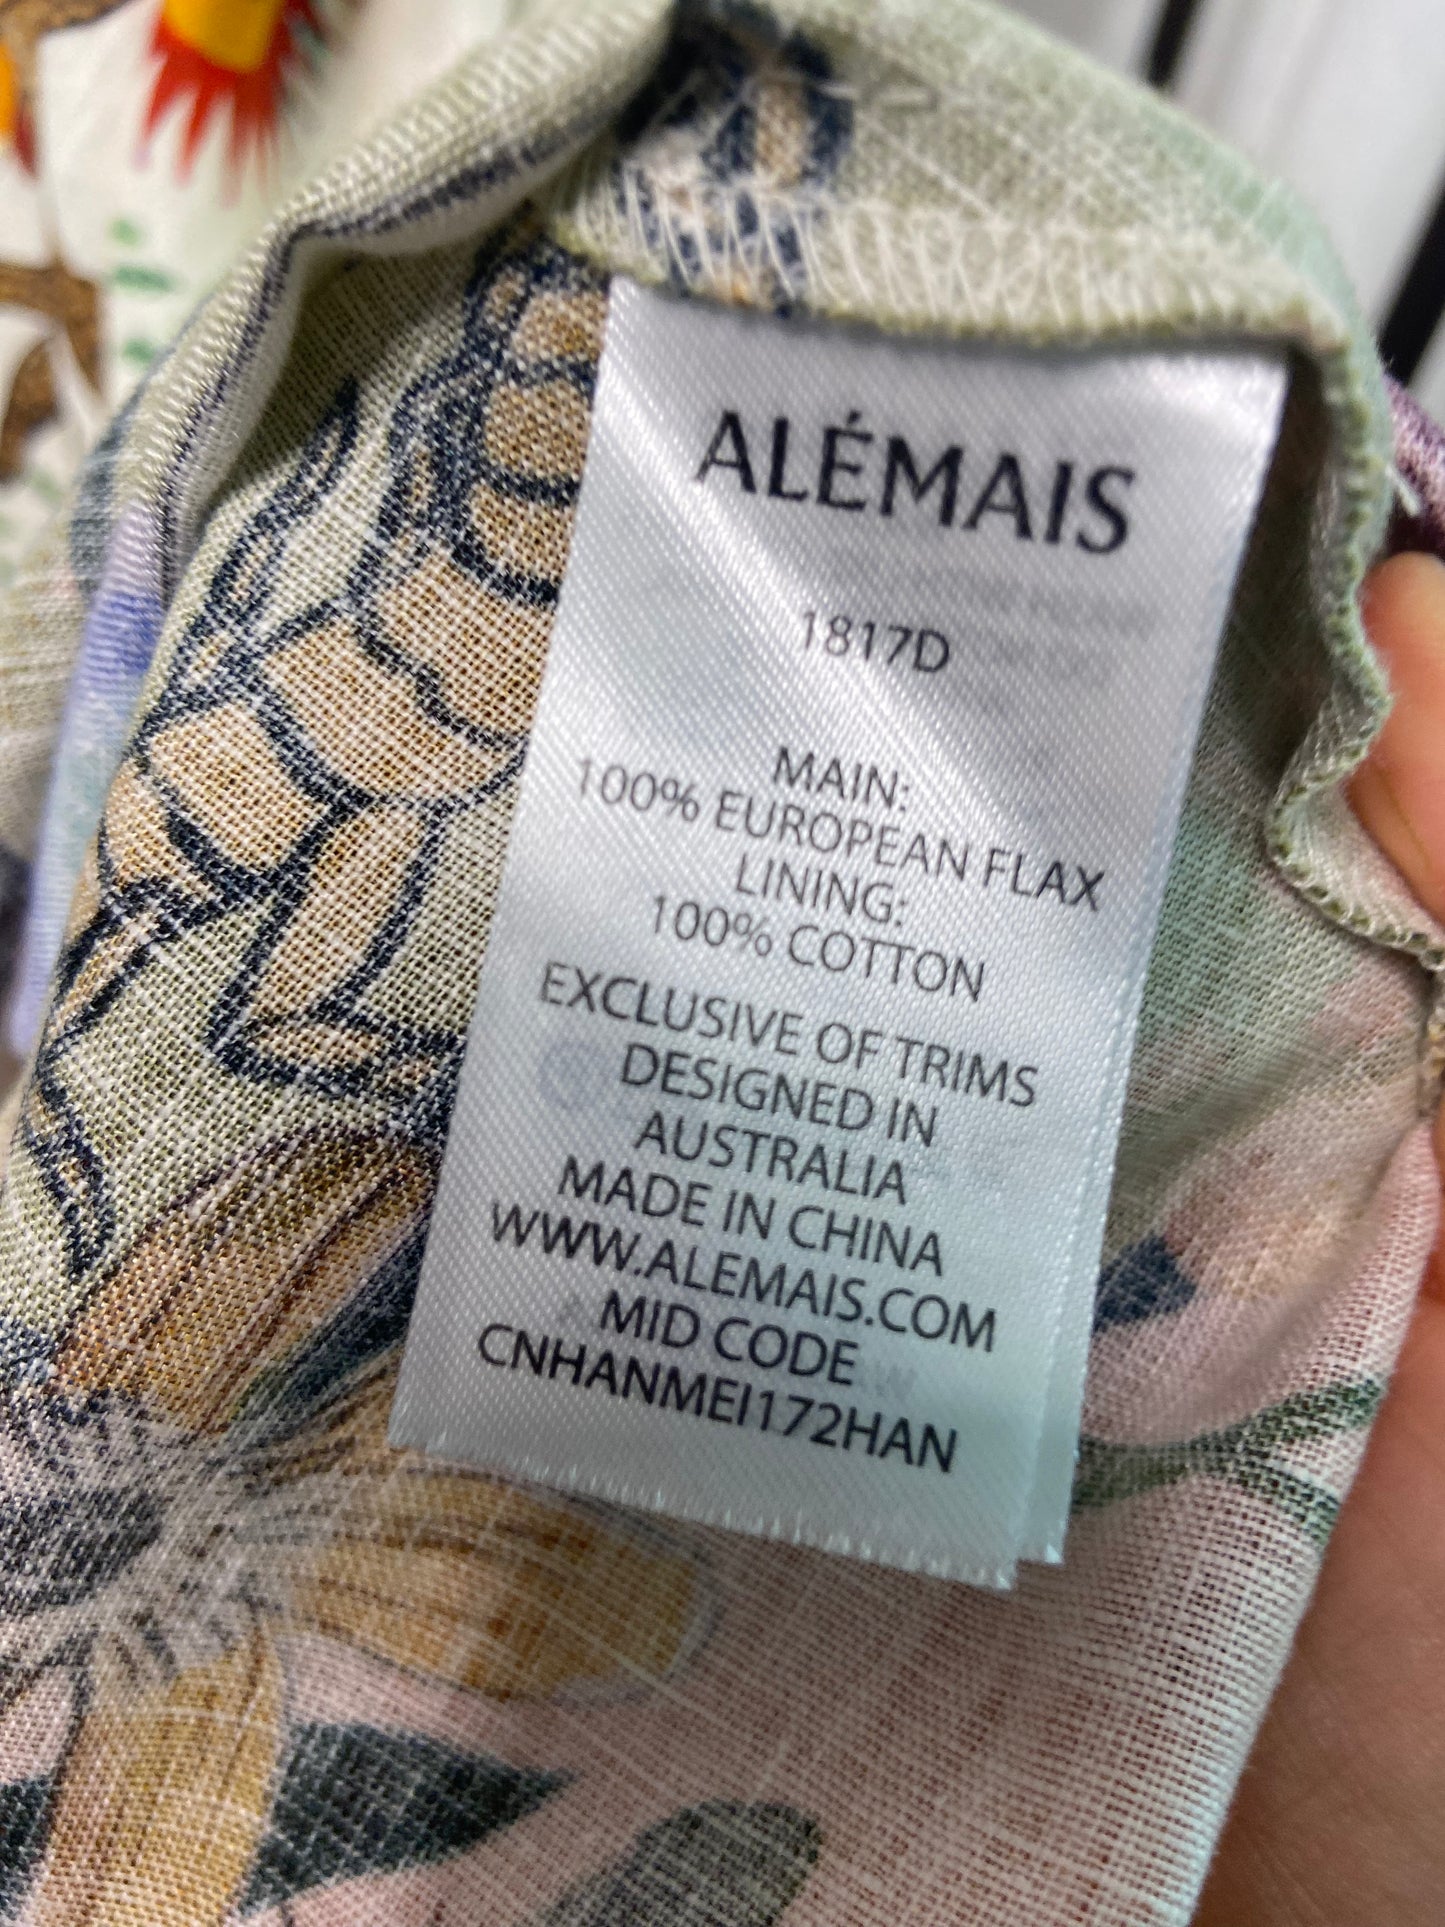 ALÉMAIS
1817D
MAIN:
100% EUROPEAN FLAX
LINING:
100% COTTON
EXCLUSIVE OF TRIMS
DESIGNED IN
AUSTRALIA
MADE IN CHINA
WWW.ALEMAIS.COM
MID CODE
CNHANMEI172HAN